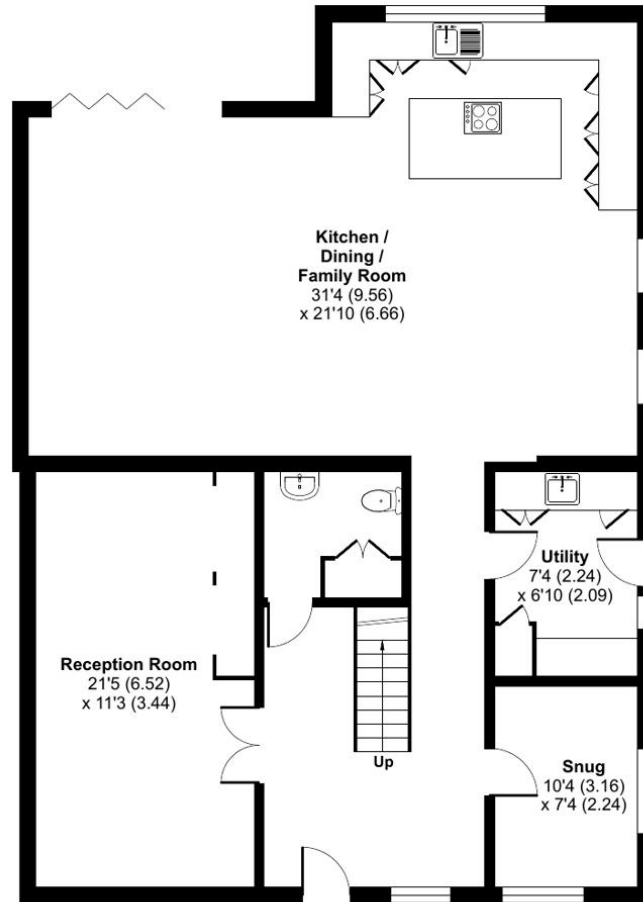 Kitchen /
Dining /
Family Room
31'4 (9.56)
x 21'10 (6.66)
Utility
7'4 (2.24)
x 6'10 (2.09)
Reception Room
21'5 (6.52)
x 11'3 (3.44)
Up
Snug
10'4 (3.16)
x 7'4 (2.24)